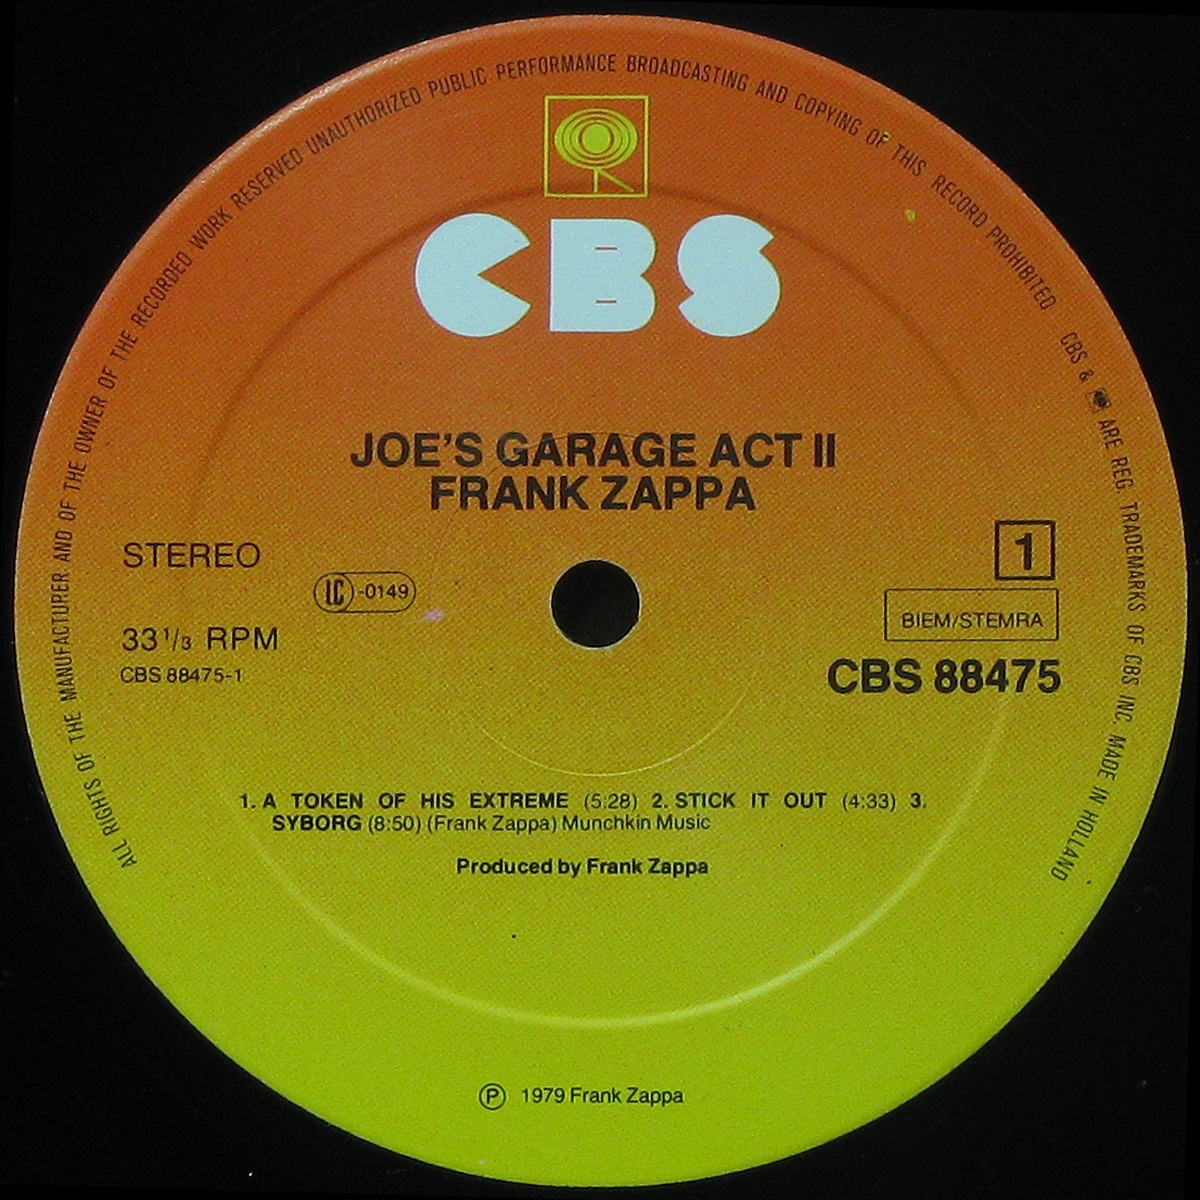 ALL RIGHTS OF THE MANUFACTURER AND OF THE OWNER OF THE RECORDED WORK RESERVED UNAUTHORIZED PUBLIC PERFORMANCE BROADCASTING AND COPYING OF THIS RECORD PROHIBITED CBS & ARE REG. TRADEMARKS OF CBS INC. MADE IN HOLLAND
CBS
JOE'S GARAGE ACT II
FRANK ZAPPA
STEREO
LC -0149
33 1/3 RPM
CBS 88475-1
1
BIEM/STEMRA
CBS 88475
1. A TOKEN OF HIS EXTREME (5:28) 2. STICK IT OUT (4:33) 3.
SYBORG (8:50) (Frank Zappa) Munchkin Music
Produced by Frank Zappa
Ⓟ 1979 Frank Zappa